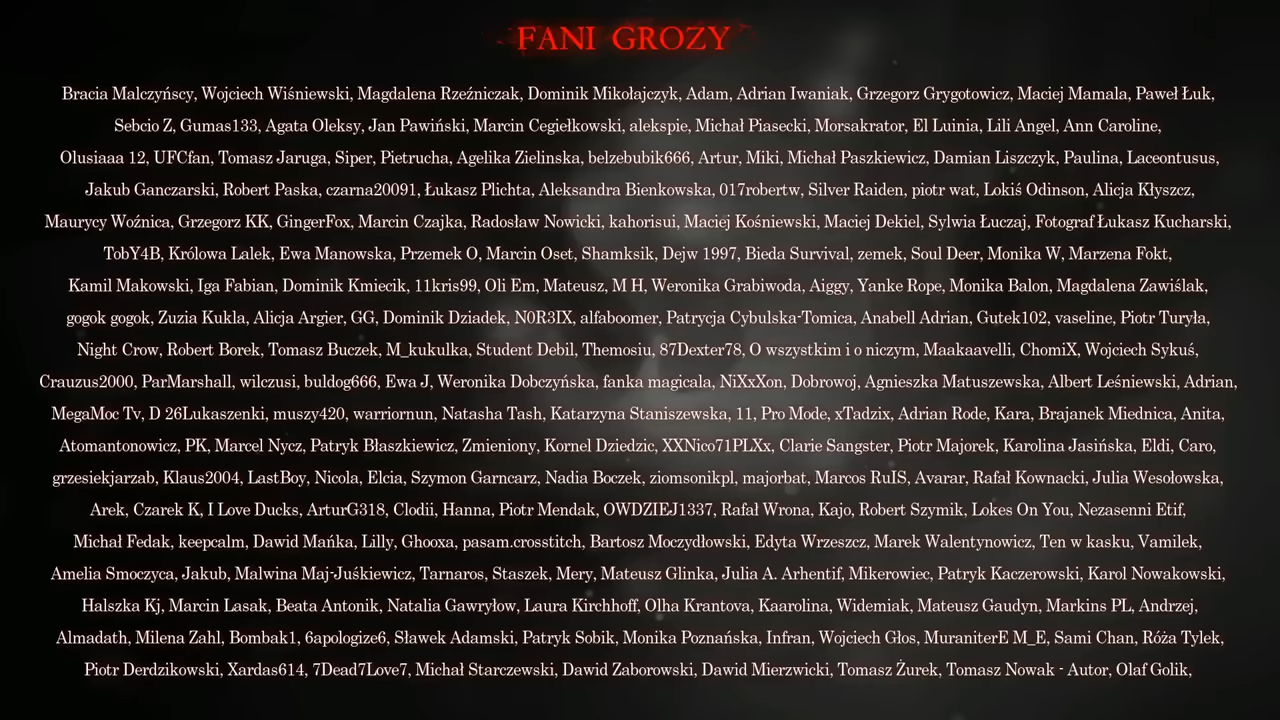 FANI GROZY
Bracia Malczyńscy, Wojciech Wiśniewski, Magdalena Rzeźniczak, Dominik Mikołajczyk, Adam, Adrian Iwaniak, Grzegorz Grygotowicz, Maciej Mamala, Paweł Łuk,
Sebcio Z, Gumas133, Agata Oleksy, Jan Pawiński, Marcin Cegiełkowski, alekspie, Michał Piasecki, Morsakrator, El Luinia, Lili Angel, Ann Caroline,
Olusiaaa 12, UFCfan, Tomasz Jaruga, Siper, Pietrucha, Agelika Zielinska, belzebubik666, Artur, Miki, Michał Paszkiewicz, Damian Liszczyk, Paulina, Laceontusus,
Jakub Ganczarski, Robert Paska, czarna20091, Łukasz Plichta, Aleksandra Bienkowska, 017robertw, Silver Raiden, piotr wat, Lokiś Odinson, Alicja Kłyszcz,
Maurycy Woźnica, Grzegorz KK, GingerFox, Marcin Czajka, Radosław Nowicki, kahorisui, Maciej Kośniewski, Maciej Dekiel, Sylwia Łuczaj, Fotograf Łukasz Kucharski,
TobY4B, Królowa Lalek, Ewa Manowska, Przemek O, Marcin Oset, Shamksik, Dejw 1997, Bieda Survival, zemek, Soul Deer, Monika W, Marzena Fokt,
Kamil Makowski, Iga Fabian, Dominik Kmiecik, 11kris99, Oli Em, Mateusz, M H, Weronika Grabiwoda, Aiggy, Yanke Rope, Monika Balon, Magdalena Zawiślak,
gogok gogok, Zuzia Kukla, Alicja Argier, GG, Dominik Dziadek, N0R3IX, alfaboomer, Patrycja Cybulska-Tomica, Anabell Adrian, Gutek102, vaseline, Piotr Turyła,
Night Crow, Robert Borek, Tomasz Buczek, M_kukulka, Student Debil, Themosiu, 87Dexter78, O wszystkim i o niczym, Maakaavelli, ChomiX, Wojciech Sykuś,
Crauzus2000, ParMarshall, wilczusi, buldog666, Ewa J, Weronika Dobczyńska, fanka magicala, NiXxXon, Dobrowoj, Agnieszka Matuszewska, Albert Leśniewski, Adrian,
MegaMoc Tv, D 26Lukaszenki, muszy420, warriornun, Natasha Tash, Katarzyna Staniszewska, 11, Pro Mode, xTadzix, Adrian Rode, Kara, Brajanek Miednica, Anita,
Atomantonowicz, PK, Marcel Nycz, Patryk Błaszkiewicz, Zmieniony, Kornel Dziedzic, XXNico71PLXx, Clarie Sangster, Piotr Majorek, Karolina Jasińska, Eldi, Caro,
grzesiekjarzab, Klaus2004, LastBoy, Nicola, Elcia, Szymon Garncarz, Nadia Boczek, ziomsonikpl, majorbat, Marcos RuIS, Avarar, Rafał Kownacki, Julia Wesołowska,
Arek, Czarek K, I Love Ducks, ArturG318, Clodii, Hanna, Piotr Mendak, OWDZIEJ1337, Rafał Wrona, Kajo, Robert Szymik, Lokes On You, Nezasenni Etif,
Michał Fedak, keepcalm, Dawid Mańka, Lilly, Ghooxa, pasam.crosstitch, Bartosz Moczydłowski, Edyta Wrzeszcz, Marek Walentynowicz, Ten w kasku, Vamilek,
Amelia Smoczyca, Jakub, Malwina Maj-Juśkiewicz, Tarnaros, Staszek, Mery, Mateusz Glinka, Julia A. Arhentif, Mikerowiec, Patryk Kaczerowski, Karol Nowakowski,
Halszka Kj, Marcin Lasak, Beata Antonik, Natalia Gawryłow, Laura Kirchhoff, Olha Krantova, Kaarolina, Widemiak, Mateusz Gaudyn, Markins PL, Andrzej,
Almadath, Milena Zahl, Bombak1, 6apologize6, Sławek Adamski, Patryk Sobik, Monika Poznańska, Infran, Wojciech Głos, MuraniterE M_E, Sami Chan, Róża Tylek,
Piotr Derdzikowski, Xardas614, 7Dead7Love7, Michał Starczewski, Dawid Zaborowski, Dawid Mierzwicki, Tomasz Żurek, Tomasz Nowak - Autor, Olaf Golik,